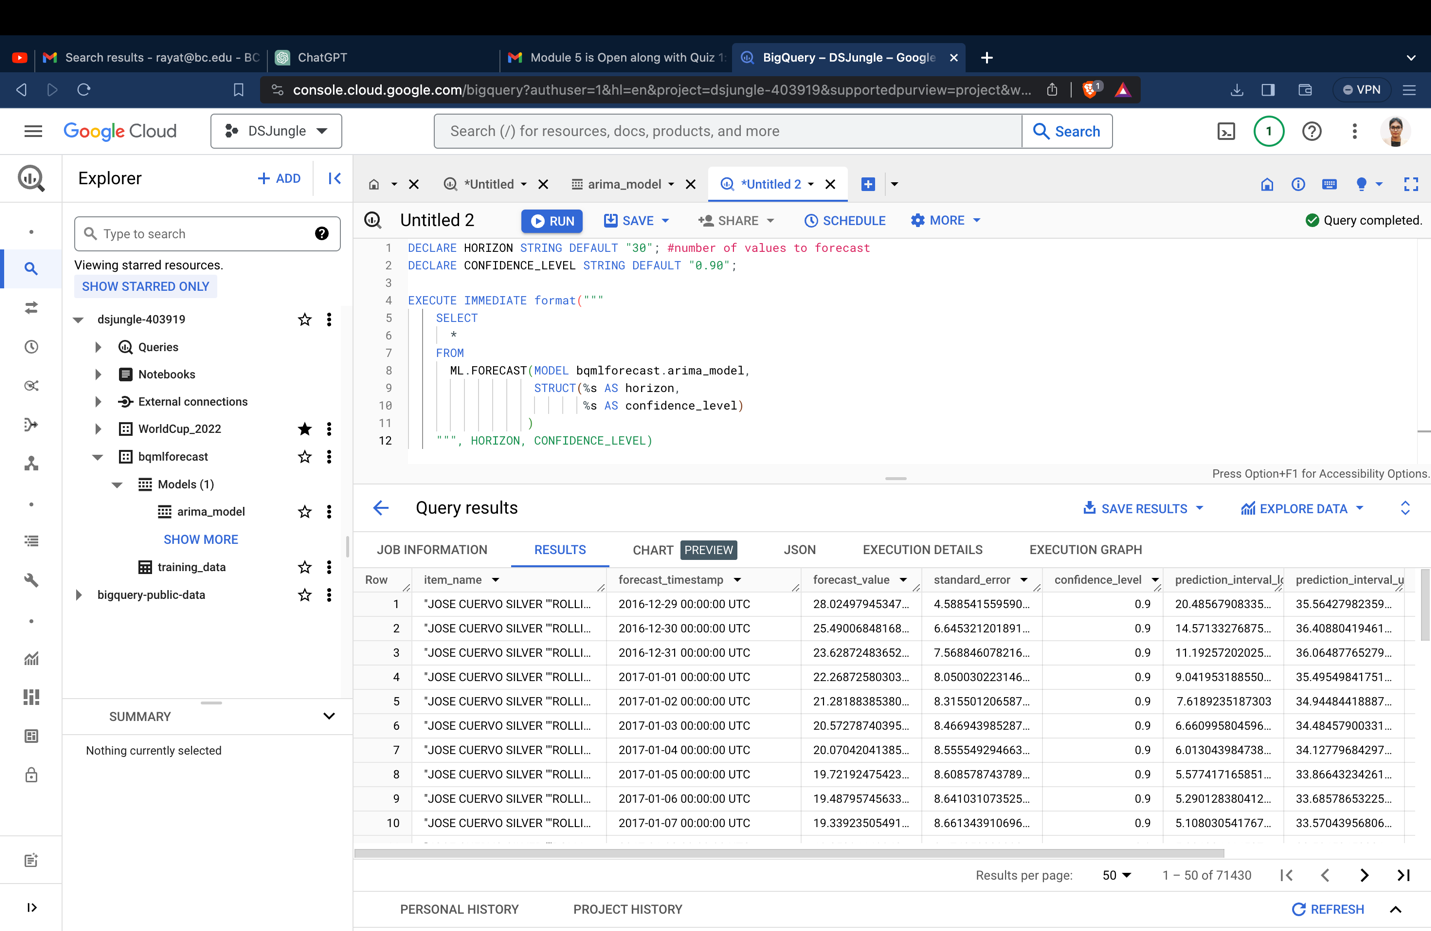 Search results - rayat@bc.edu - BC
ChatGPT
Module 5 is Open along with Quiz 1:
BigQuery – DSJungle – Google
console.cloud.google.com/bigquery?authuser=1&hl=en&project=dsjungle-403919&supportedpurview=project&w...
1
VPN
Google Cloud
DSJungle
Search (/) for resources, docs, products, and more
Search
1
Explorer
+ ADD
*Untitled
arima_model
*Untitled 2
Type to search
Viewing starred resources.
SHOW STARRED ONLY
dsjungle-403919
Queries
Notebooks
External connections
WorldCup_2022
bqmlforecast
Models (1)
arima_model
SHOW MORE
training_data
bigquery-public-data
SUMMARY
Nothing currently selected
Untitled 2
RUN
SAVE
SHARE
SCHEDULE
MORE
Query completed.
1 DECLARE HORIZON STRING DEFAULT "30"; #number of values to forecast
2 DECLARE CONFIDENCE_LEVEL STRING DEFAULT "0.90";
3
4 EXECUTE IMMEDIATE format("""
5 SELECT
6 *
7 FROM
8 ML.FORECAST(MODEL bqmlforecast.arima_model,
9 STRUCT(%s AS horizon,
10 %s AS confidence_level)
11 )
12 """, HORIZON, CONFIDENCE_LEVEL)
Press Option+F1 for Accessibility Options.
Query results
SAVE RESULTS
EXPLORE DATA
JOB INFORMATION
RESULTS
CHART PREVIEW
JSON
EXECUTION DETAILS
EXECUTION GRAPH
Row item_name forecast_timestamp forecast_value standard_error confidence_level prediction_interval_lo prediction_interval_u
1 "JOSE CUERVO SILVER ""ROLLI... 2016-12-29 00:00:00 UTC 28.02497945347... 4.588541559590... 0.9 20.48567908335... 35.56427982359...
2 "JOSE CUERVO SILVER ""ROLLI... 2016-12-30 00:00:00 UTC 25.49006848168... 6.645321201891... 0.9 14.57133276875... 36.40880419461...
3 "JOSE CUERVO SILVER ""ROLLI... 2016-12-31 00:00:00 UTC 23.62872483652... 7.568846078216... 0.9 11.19257202025... 36.06487765279...
4 "JOSE CUERVO SILVER ""ROLLI... 2017-01-01 00:00:00 UTC 22.26872580303... 8.050030223146... 0.9 9.041953188550... 35.49549841751...
5 "JOSE CUERVO SILVER ""ROLLI... 2017-01-02 00:00:00 UTC 21.28188385380... 8.315501206587... 0.9 7.6189235187303 34.94484418887...
6 "JOSE CUERVO SILVER ""ROLLI... 2017-01-03 00:00:00 UTC 20.57278740395... 8.466943985287... 0.9 6.660995804596... 34.48457900331...
7 "JOSE CUERVO SILVER ""ROLLI... 2017-01-04 00:00:00 UTC 20.07042041385... 8.555549294663... 0.9 6.013043984738... 34.12779684297...
8 "JOSE CUERVO SILVER ""ROLLI... 2017-01-05 00:00:00 UTC 19.72192475423... 8.608578743789... 0.9 5.577417165851... 33.86643234261...
9 "JOSE CUERVO SILVER ""ROLLI... 2017-01-06 00:00:00 UTC 19.48795745633... 8.641031073525... 0.9 5.290128380412... 33.68578653225...
10 "JOSE CUERVO SILVER ""ROLLI... 2017-01-07 00:00:00 UTC 19.33923505491... 8.661343910696... 0.9 5.108030541767... 33.57043956806...
Results per page: 50 1 – 50 of 71430
PERSONAL HISTORY
PROJECT HISTORY
REFRESH